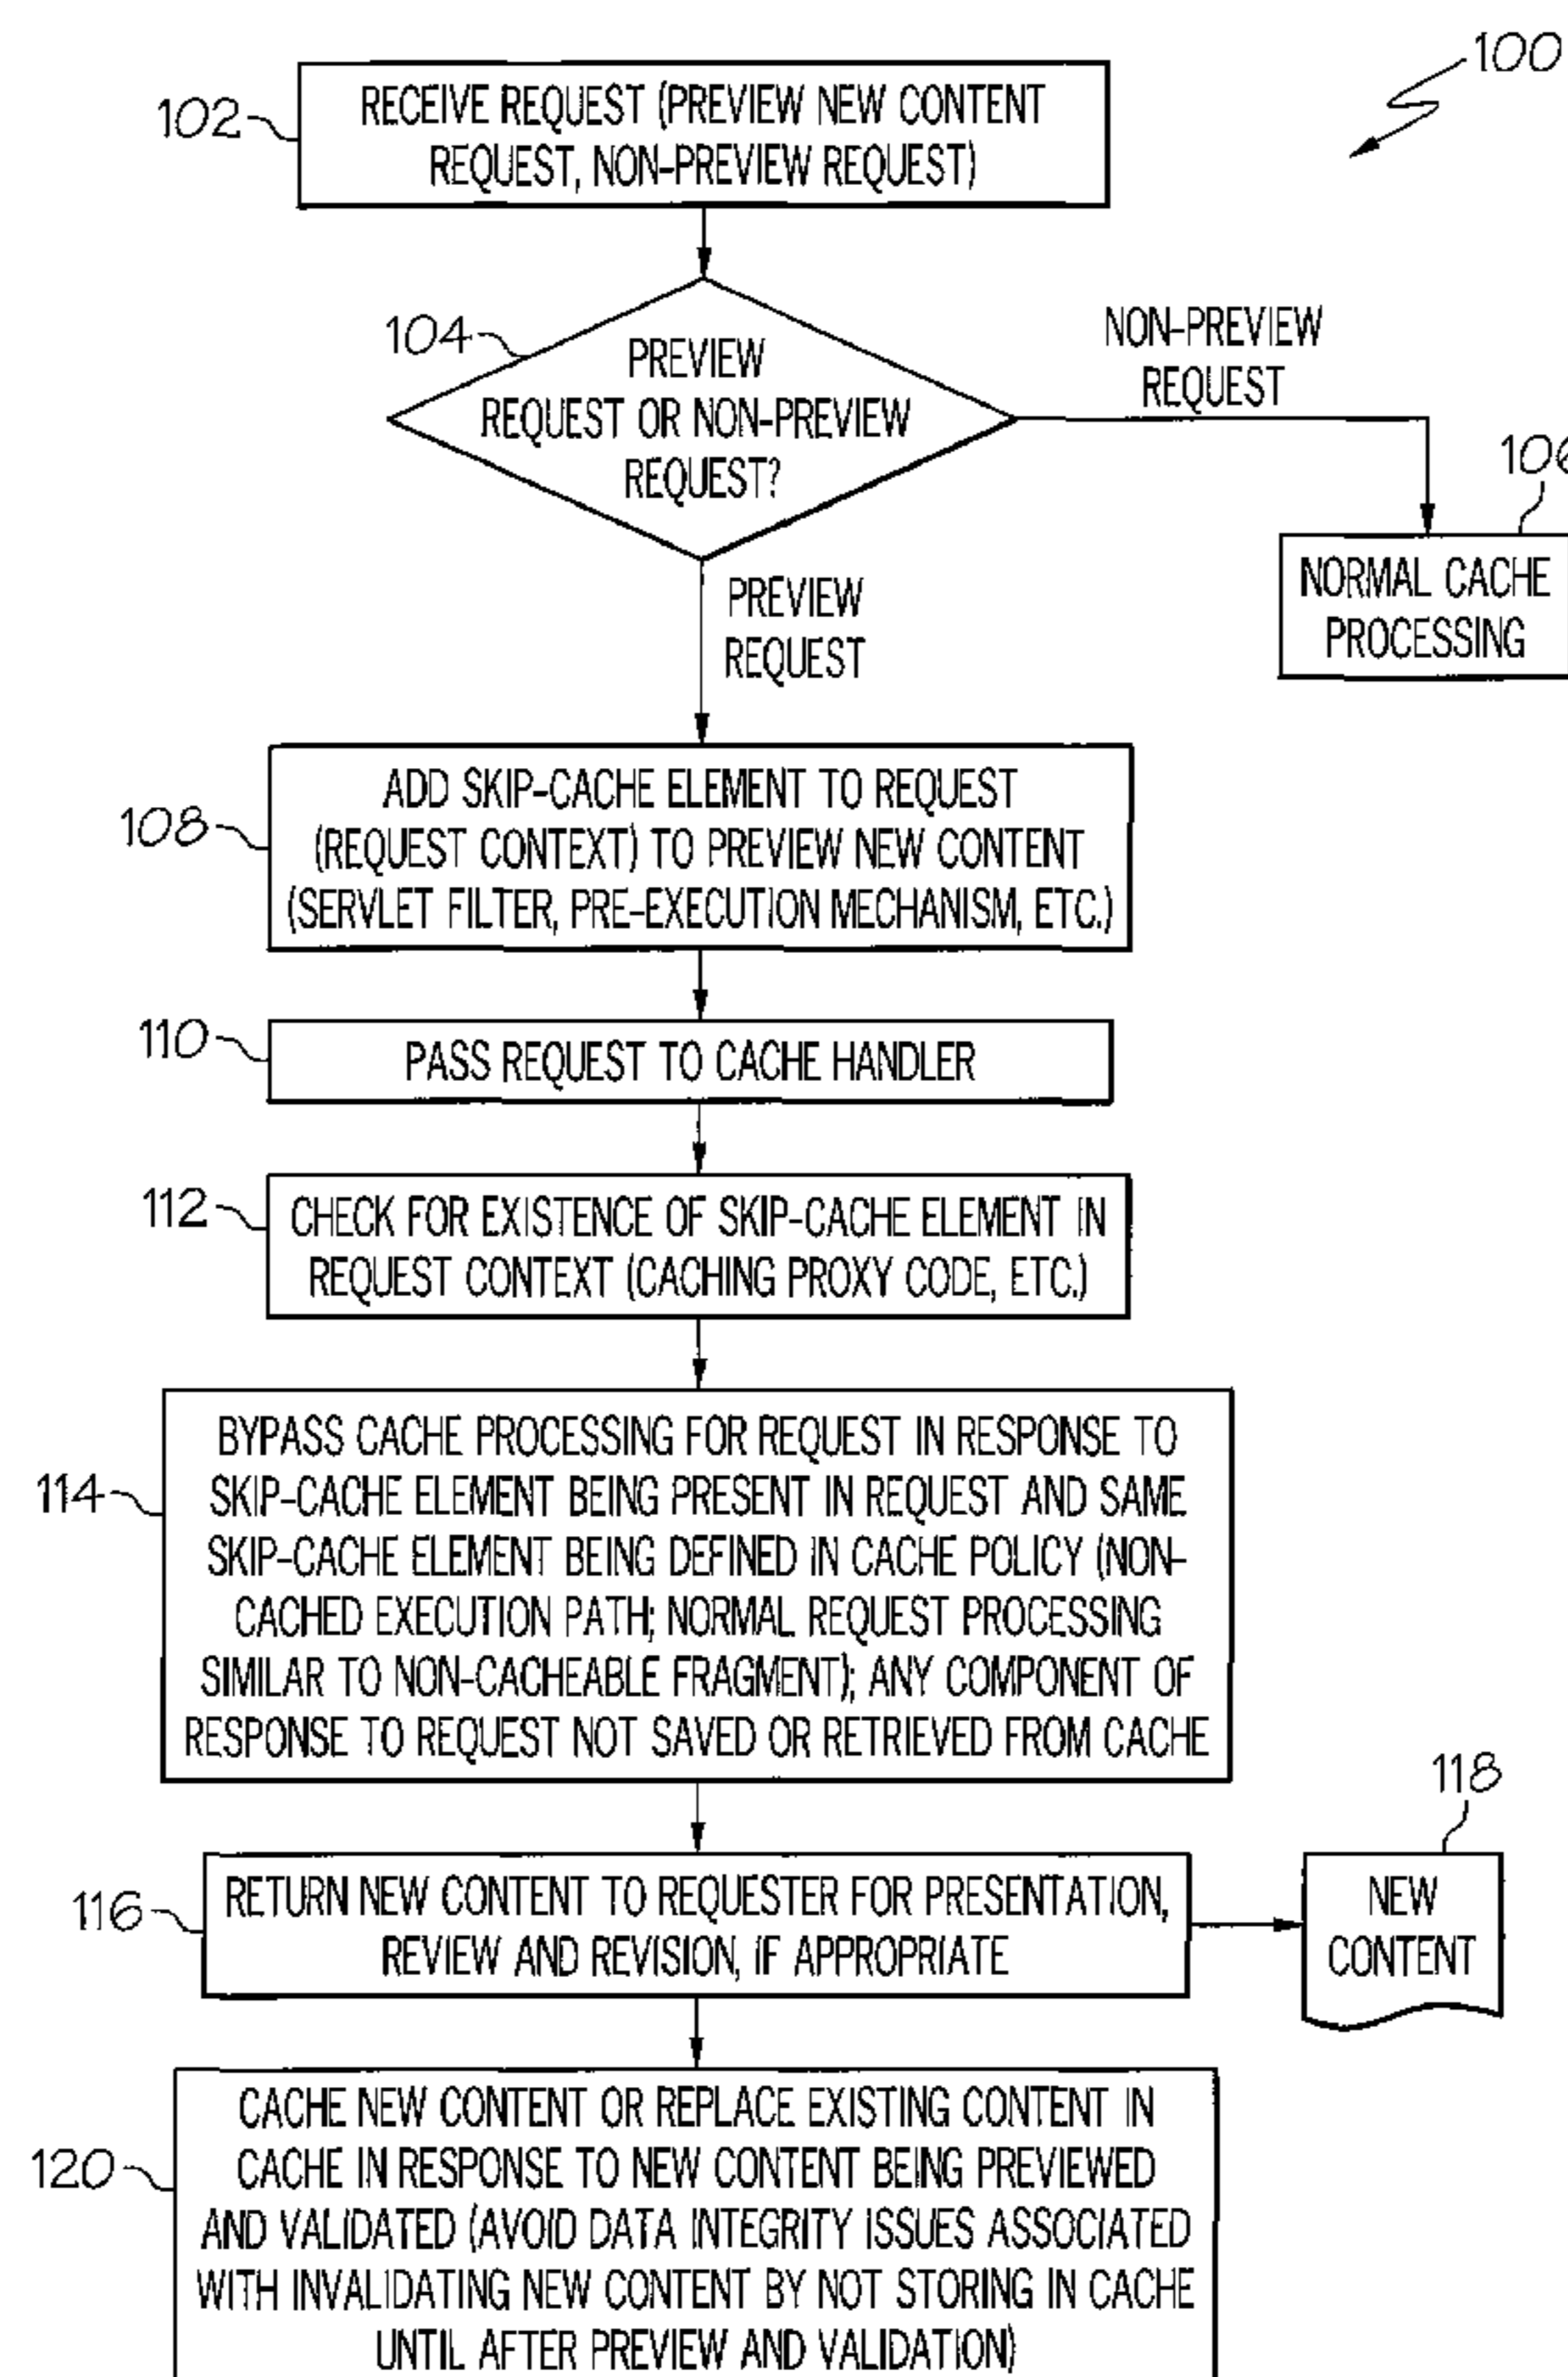 100
102
RECEIVE REQUEST (PREVIEW NEW CONTENT
REQUEST, NON-PREVIEW REQUEST)
104
PREVIEW
REQUEST OR NON-PREVIEW
REQUEST?
NON-PREVIEW
REQUEST
106
NORMAL CACHE
PROCESSING
PREVIEW
REQUEST
108
ADD SKIP-CACHE ELEMENT TO REQUEST
(REQUEST CONTEXT) TO PREVIEW NEW CONTENT
(SERVLET FILTER, PRE-EXECUTION MECHANISM, ETC.)
110
PASS REQUEST TO CACHE HANDLER
112
CHECK FOR EXISTENCE OF SKIP-CACHE ELEMENT IN
REQUEST CONTEXT (CACHING PROXY CODE, ETC.)
114
BYPASS CACHE PROCESSING FOR REQUEST IN RESPONSE TO
SKIP-CACHE ELEMENT BEING PRESENT IN REQUEST AND SAME
SKIP-CACHE ELEMENT BEING DEFINED IN CACHE POLICY (NON-
CACHED EXECUTION PATH; NORMAL REQUEST PROCESSING
SIMILAR TO NON-CACHEABLE FRAGMENT); ANY COMPONENT OF
RESPONSE TO REQUEST NOT SAVED OR RETRIEVED FROM CACHE
116
RETURN NEW CONTENT TO REQUESTER FOR PRESENTATION,
REVIEW AND REVISION, IF APPROPRIATE
118
NEW
CONTENT
120
CACHE NEW CONTENT OR REPLACE EXISTING CONTENT IN
CACHE IN RESPONSE TO NEW CONTENT BEING PREVIEWED
AND VALIDATED (AVOID DATA INTEGRITY ISSUES ASSOCIATED
WITH INVALIDATING NEW CONTENT BY NOT STORING IN CACHE
UNTIL AFTER PREVIEW AND VALIDATION)